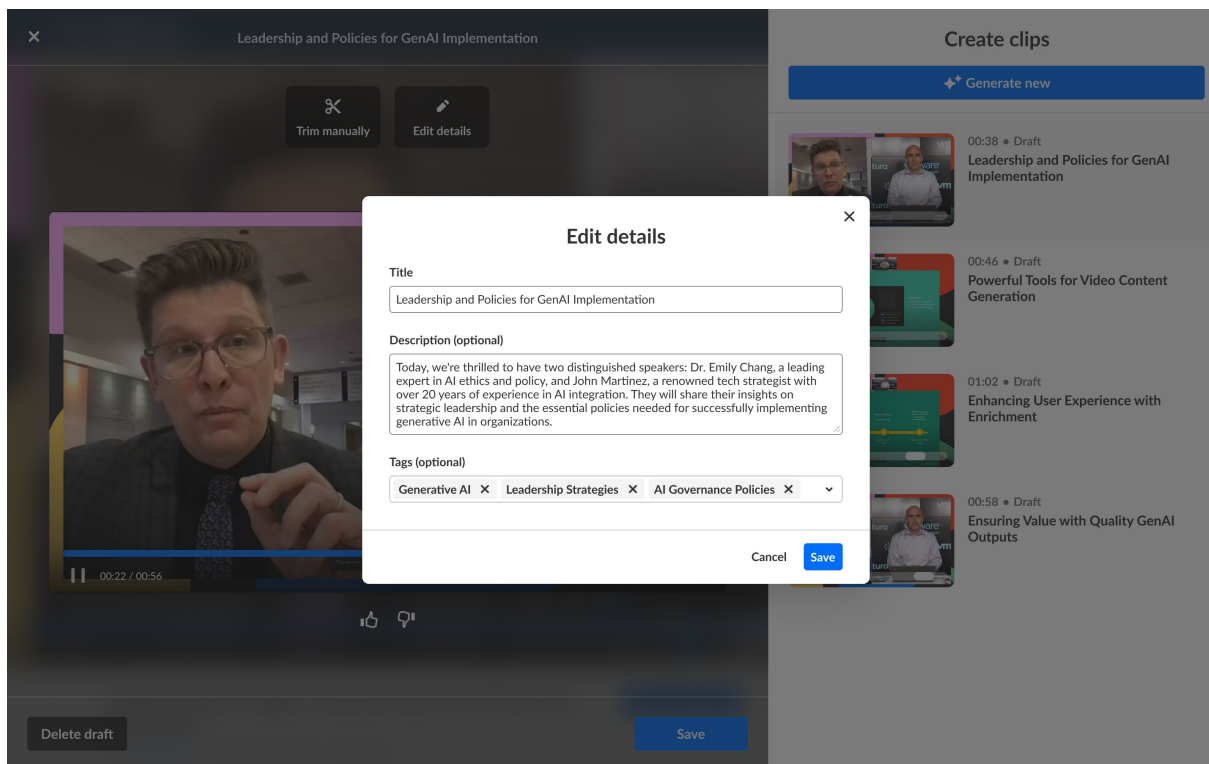 Leadership and Policies for GenAI Implementation
Create clips
Generate new
Trim manually
Edit details
00:38 • Draft
Leadership and Policies for GenAI
Implementation
00:46 • Draft
Powerful Tools for Video Content
Generation
01:02 • Draft
Enhancing User Experience with
Enrichment
00:58 • Draft
Ensuring Value with Quality GenAI
Outputs
Edit details
Title
Leadership and Policies for GenAI Implementation
Description (optional)
Today, we're thrilled to have two distinguished speakers: Dr. Emily Chang, a leading
expert in AI ethics and policy, and John Martinez, a renowned tech strategist with
over 20 years of experience in AI integration. They will share their insights on
strategic leadership and the essential policies needed for successfully implementing
generative AI in organizations.
Tags (optional)
Generative AI
Leadership Strategies
AI Governance Policies
Cancel
Save
00:22 / 00:56
Delete draft
Save